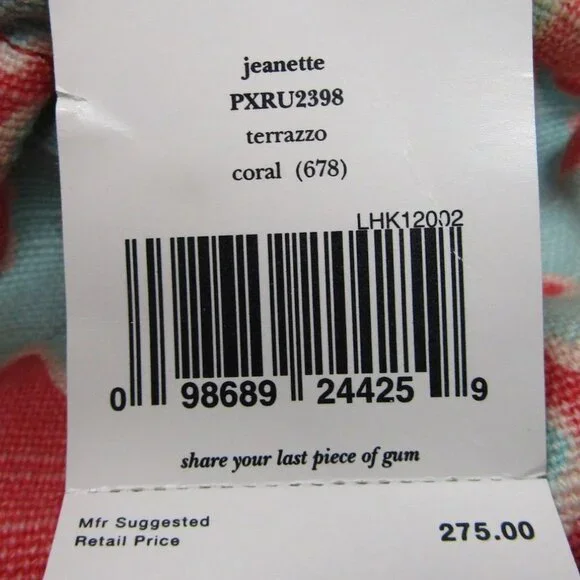 jeanette
PXRU2398
terrazzo
coral (678)
LHK12002
0 98689 24425 9
share your last piece of gum
Mfr Suggested
Retail Price
275.00